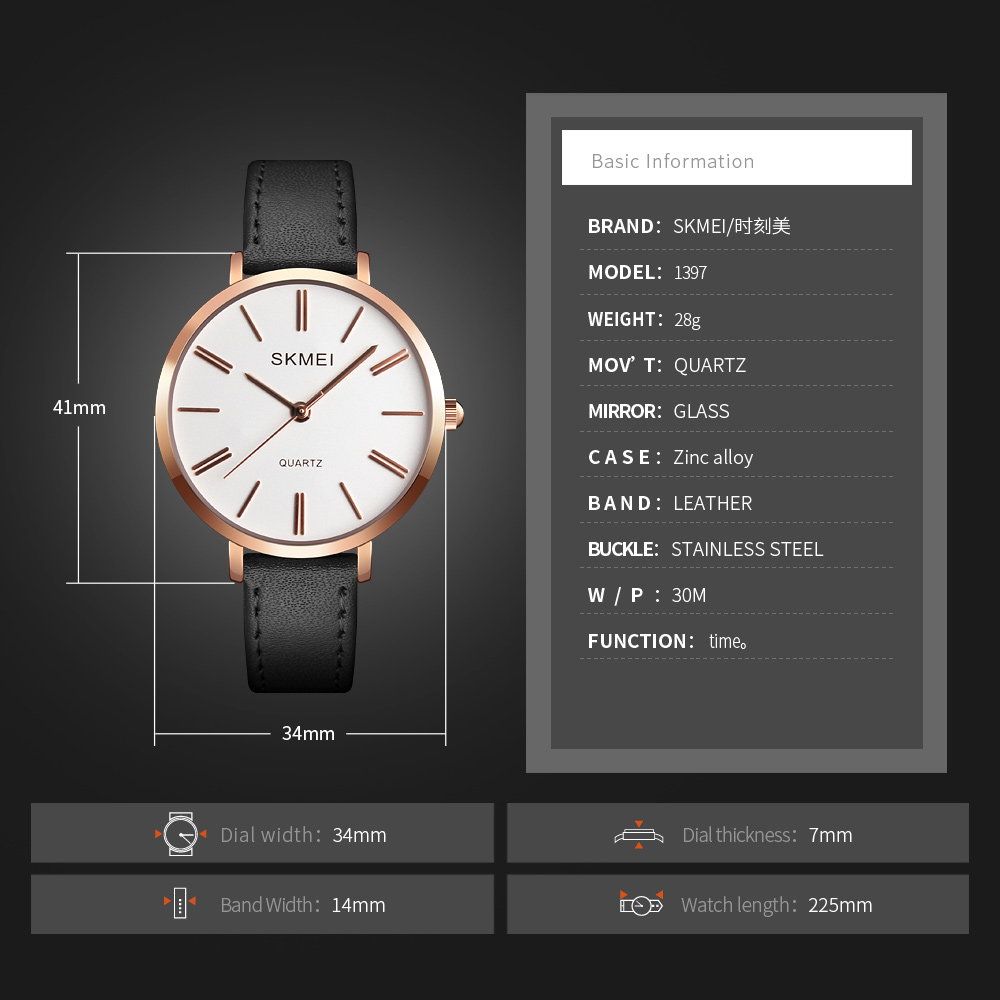 Basic Information
BRAND： SKMEI/时刻美
MODEL： 1397
WEIGHT： 28g
MOV’ T： QUARTZ
MIRROR： GLASS
CASE： Zinc alloy
BAND： LEATHER
BUCKLE： STAINLESS STEEL
W / P ： 30M
FUNCTION： time。
SKMEI
QUARTZ
41mm
34mm
Dial width： 34mm
Dial thickness： 7mm
Band Width： 14mm
Watch length： 225mm